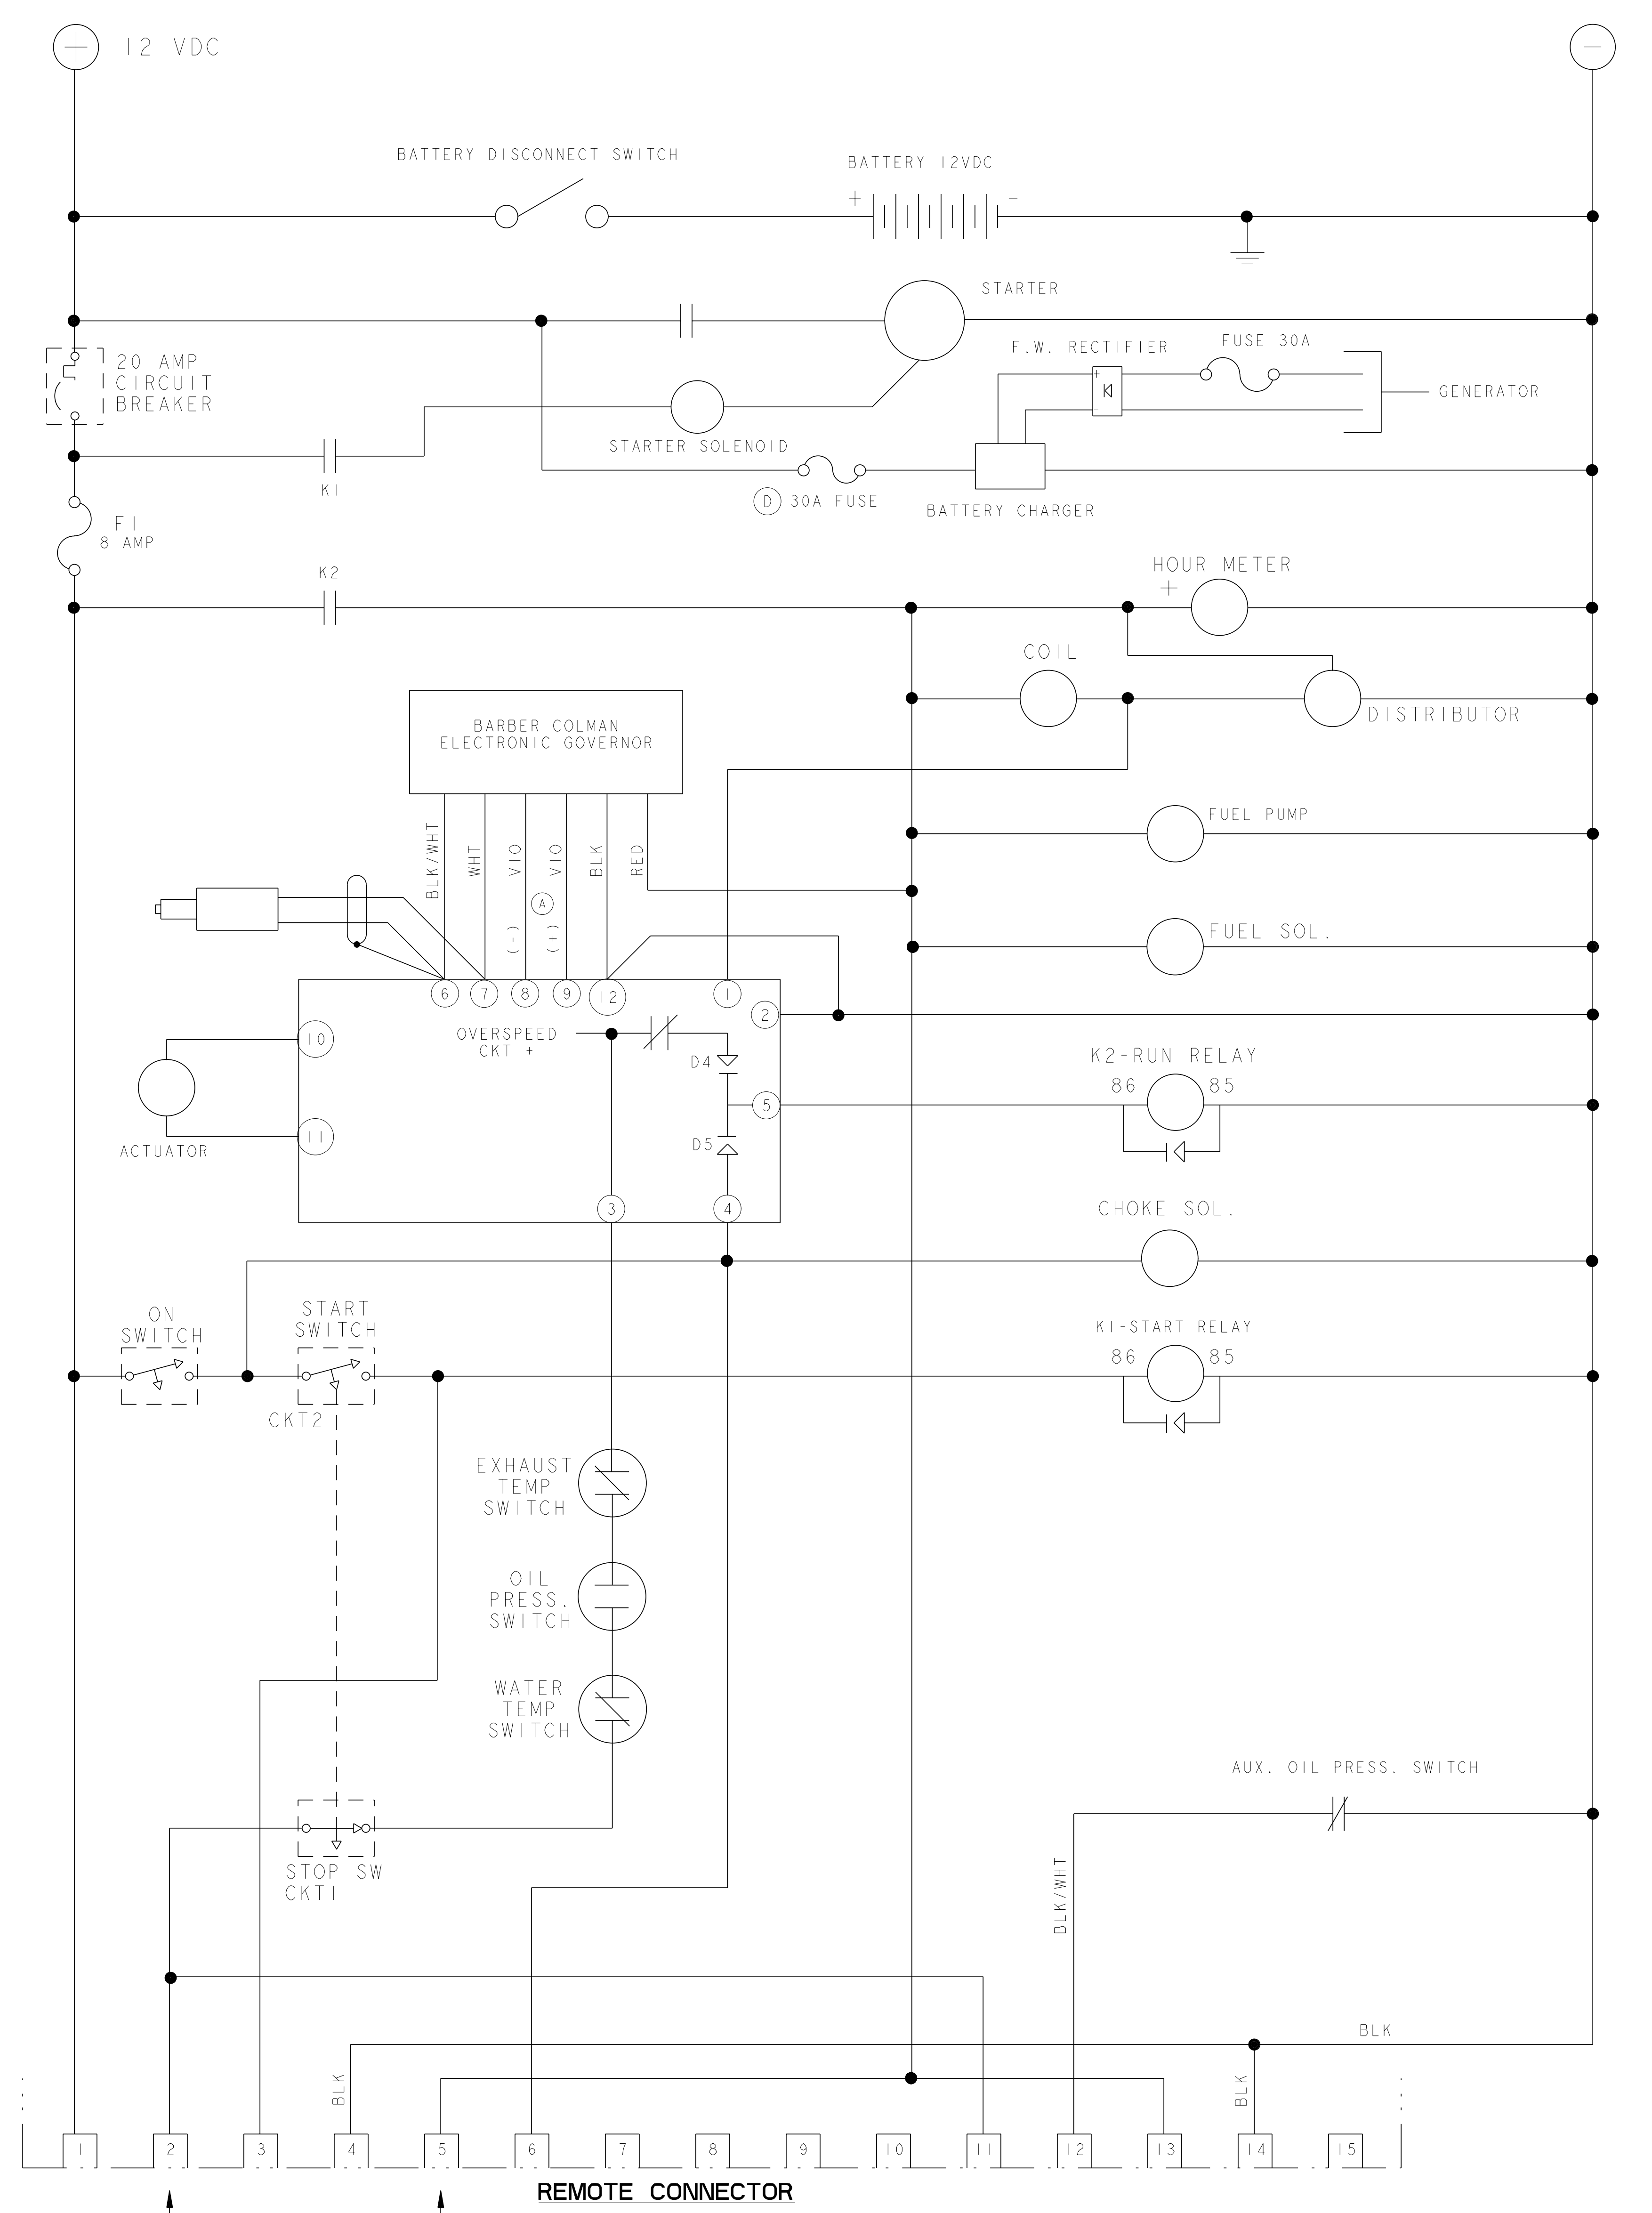 + 12 VDC
-
BATTERY DISCONNECT SWITCH
BATTERY 12VDC
+ -
STARTER
F.W. RECTIFIER
FUSE 30A
20 AMP
CIRCUIT
BREAKER
+
-
GENERATOR
STARTER SOLENOID
K1
D 30A FUSE
BATTERY CHARGER
F1
8 AMP
K2
HOUR METER
+
COIL
DISTRIBUTOR
BARBER COLMAN
ELECTRONIC GOVERNOR
BLK/WHT
WHT
VIO
VIO
BLK
RED
A
(-)
(+)
FUEL PUMP
FUEL SOL.
6 7 8 9 12 1
2
10
OVERSPEED
CKT +
D4
K2-RUN RELAY
86 85
5
11
D5
ACTUATOR
3 4
CHOKE SOL.
ON
SWITCH
START
SWITCH
K1-START RELAY
86 85
CKT2
EXHAUST
TEMP
SWITCH
OIL
PRESS.
SWITCH
WATER
TEMP
SWITCH
AUX. OIL PRESS. SWITCH
STOP SW
CKT1
BLK/WHT
BLK
BLK
BLK
1 2 3 4 5 6 7 8 9 10 11 12 13 14 15
REMOTE CONNECTOR